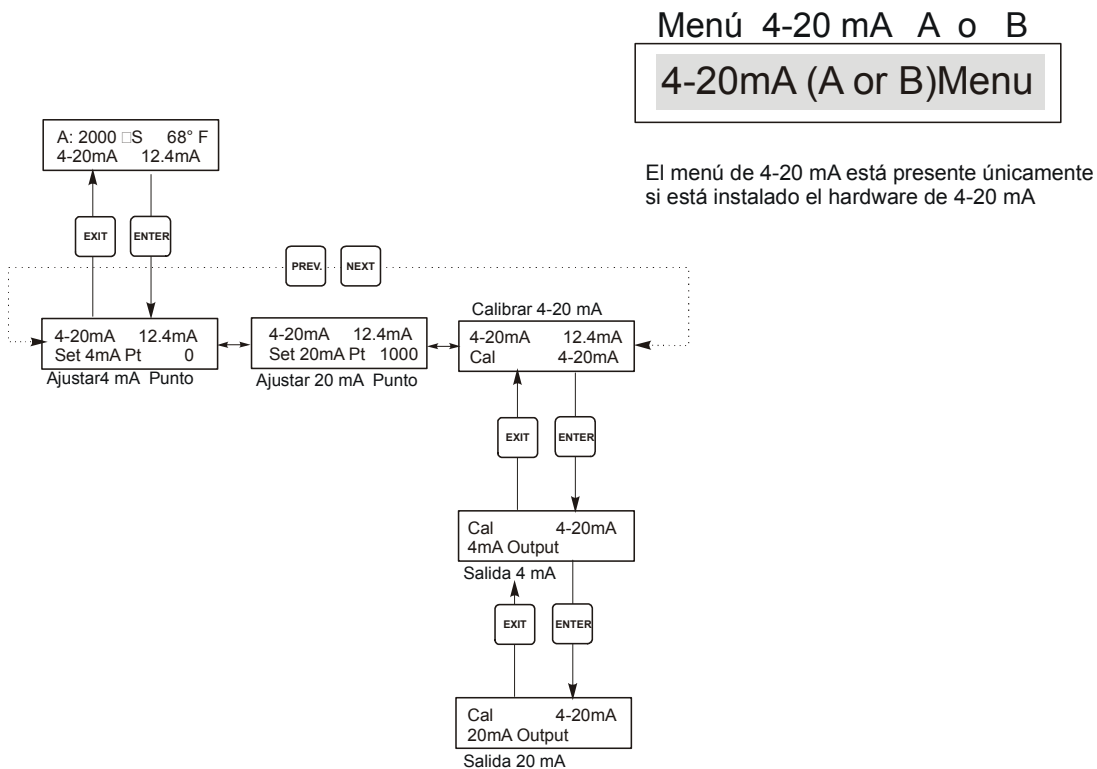 Menú 4-20 mA A o B
4-20mA (A or B)Menu
El menú de 4-20 mA está presente únicamente
si está instalado el hardware de 4-20 mA
A: 2000 □S 68° F
4-20mA 12.4mA
EXIT ENTER
PREV. NEXT
4-20mA 12.4mA
Set 4mA Pt 0
Ajustar4 mA Punto
4-20mA 12.4mA
Set 20mA Pt 1000
Ajustar 20 mA Punto
Calibrar 4-20 mA
4-20mA 12.4mA
Cal 4-20mA
EXIT ENTER
Cal 4-20mA
4mA Output
Salida 4 mA
EXIT ENTER
Cal 4-20mA
20mA Output
Salida 20 mA